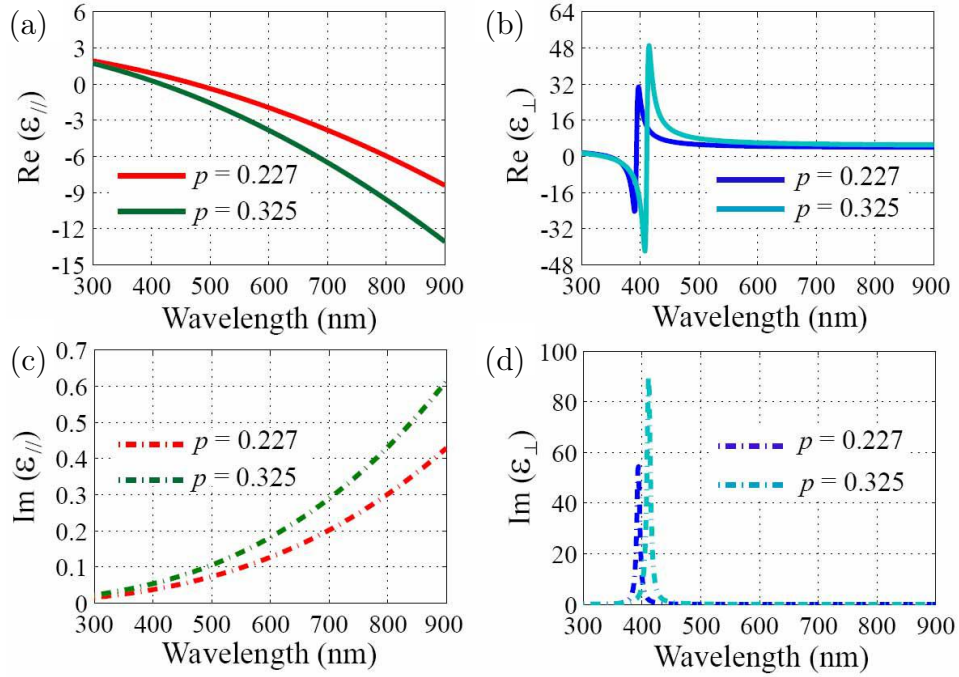 (a)
Re (ε//)
6
3
0
-3
-6
-9
-12
-15
p = 0.227
p = 0.325
300 400 500 600 700 800 900
Wavelength (nm)
(b)
Re (ε⊥)
64
48
32
16
0
-16
-32
-48
p = 0.227
p = 0.325
300 400 500 600 700 800 900
Wavelength (nm)
(c)
Im (ε//)
0.7
0.6
0.5
0.4
0.3
0.2
0.1
0
p = 0.227
p = 0.325
300 400 500 600 700 800 900
Wavelength (nm)
(d)
Im (ε⊥)
100
80
60
40
20
0
p = 0.227
p = 0.325
300 400 500 600 700 800 900
Wavelength (nm)